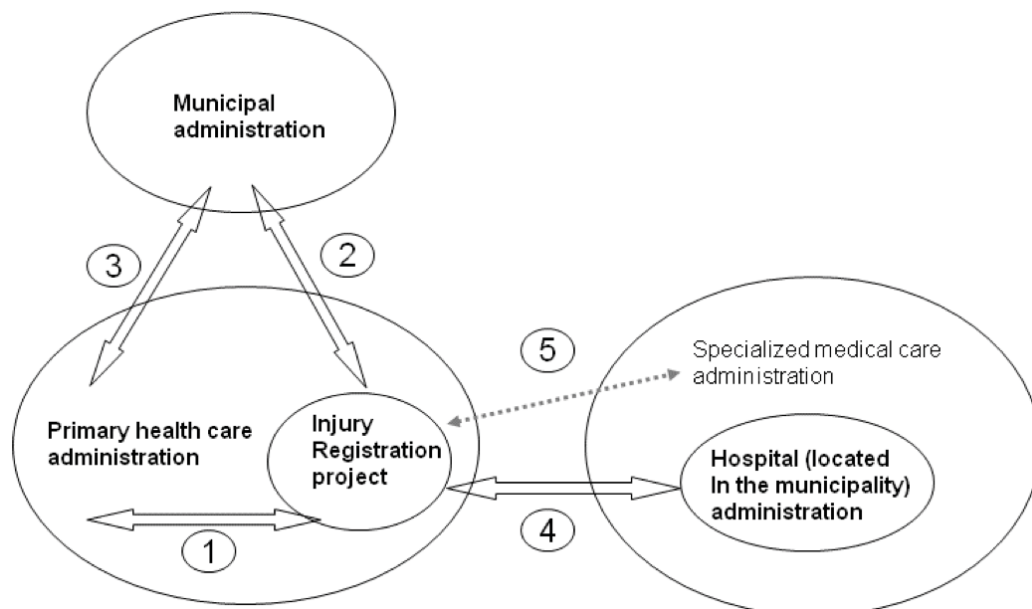 Municipal
administration
3
2
5
Specialized medical care
administration
Primary health care
administration
Injury
Registration
project
Hospital (located
In the municipality)
administration
1
4